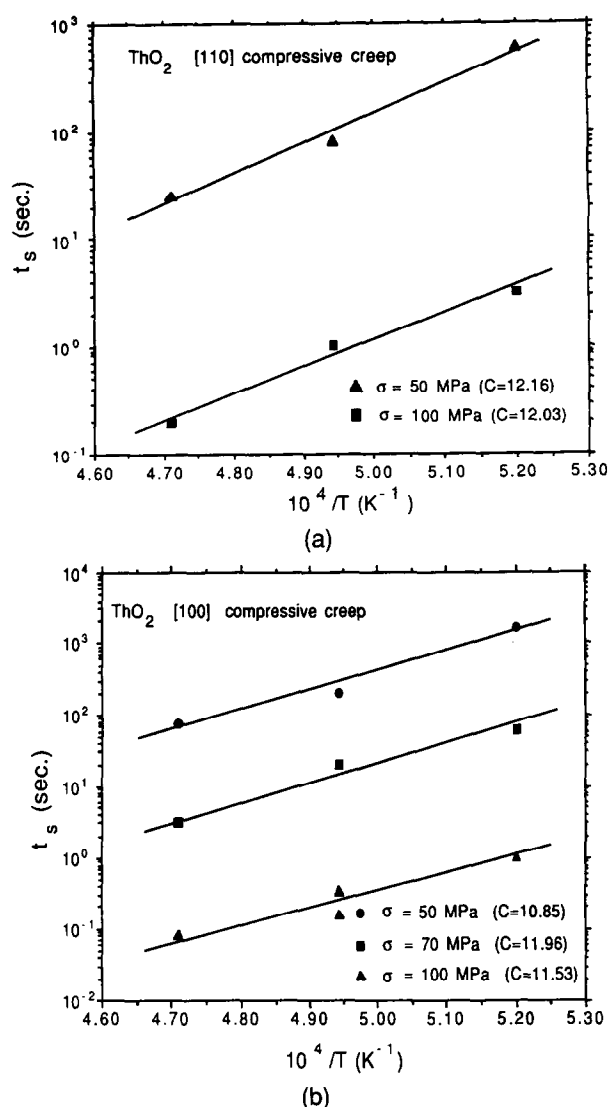 10³
ThO₂ [110] compressive creep
10²
tₛ (sec.)
10¹
10⁰
▲ σ = 50 MPa (C=12.16)
■ σ = 100 MPa (C=12.03)
10⁻¹
4.60 4.70 4.80 4.90 5.00 5.10 5.20 5.30
10⁴/T (K⁻¹)
(a)
10⁴
ThO₂ [100] compressive creep
10³
10²
tₛ (sec.)
10¹
10⁰
● σ = 50 MPa (C=10.85)
■ σ = 70 MPa (C=11.96)
10⁻¹
▲ σ = 100 MPa (C=11.53)
10⁻²
4.60 4.70 4.80 4.90 5.00 5.10 5.20 5.30
10⁴/T (K⁻¹)
(b)